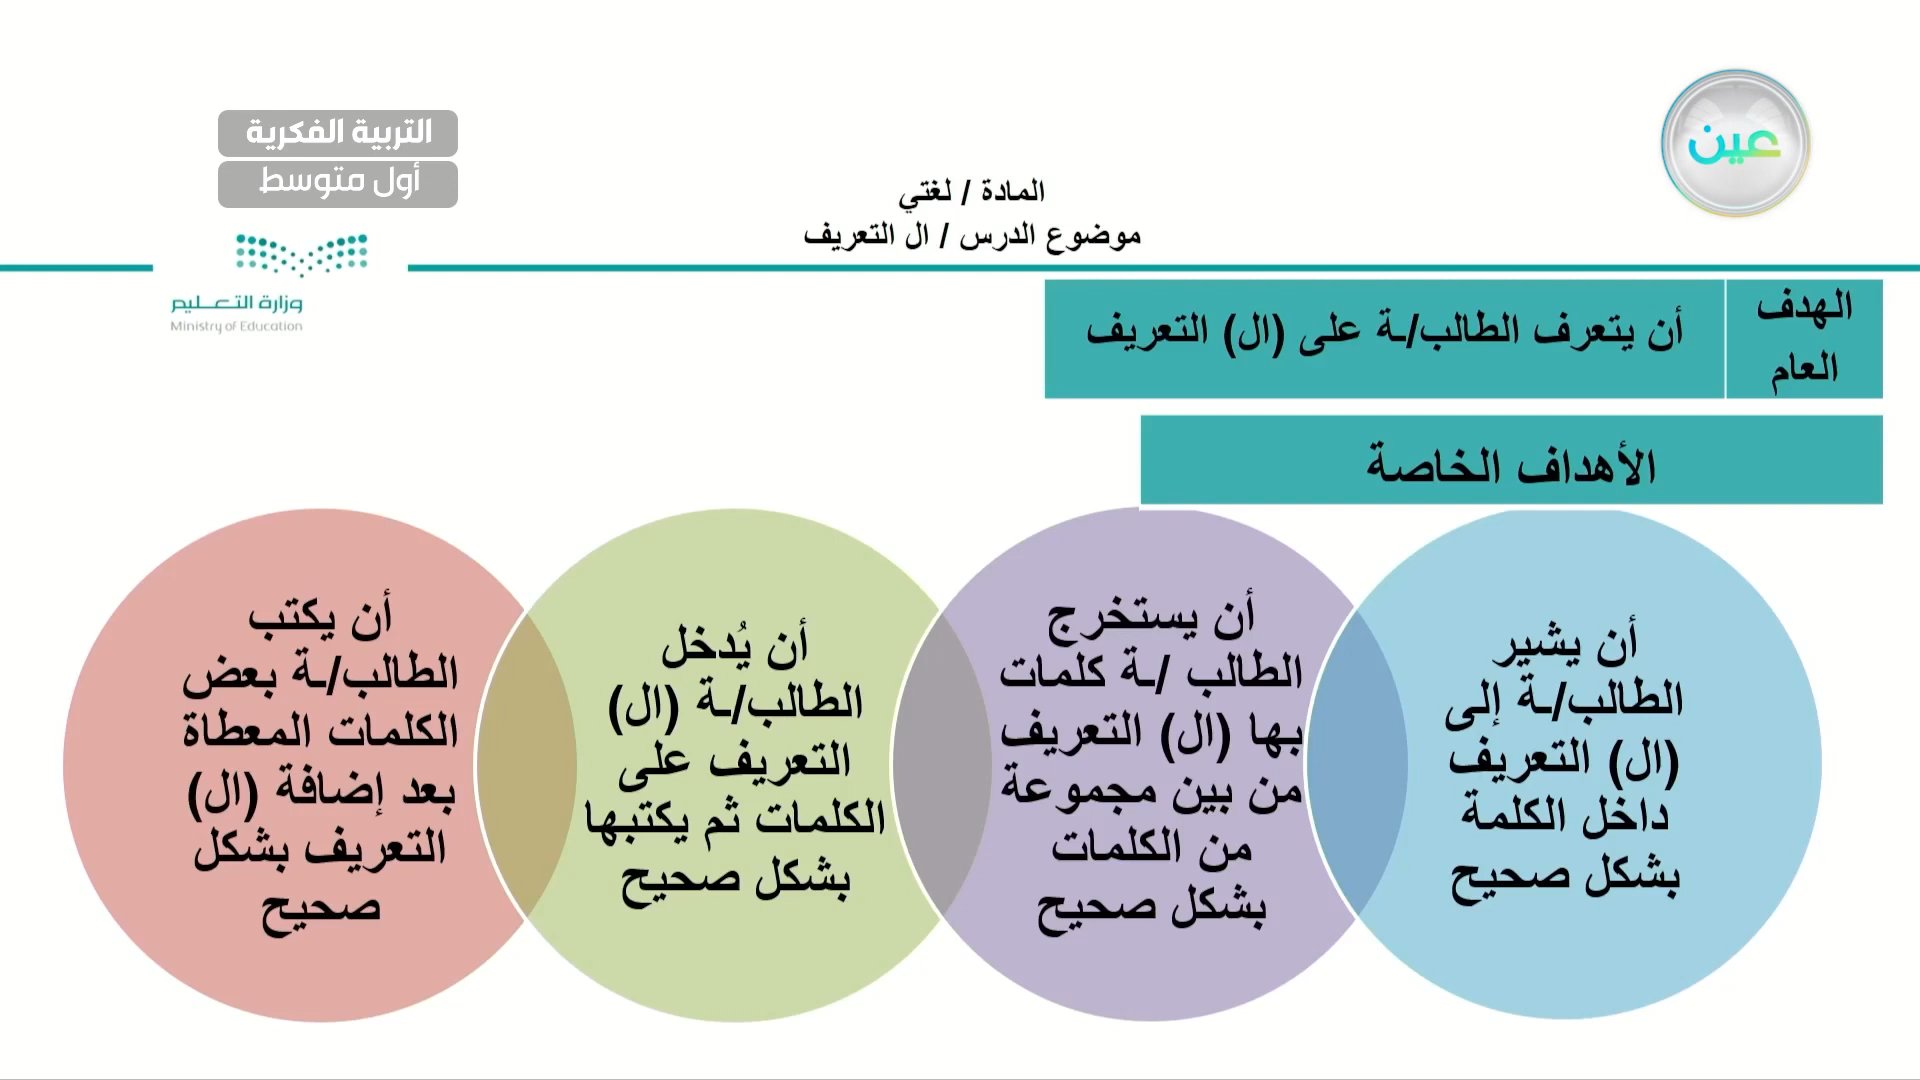 عين
التربية الفكرية
أول متوسط
المادة / لغتي
موضوع الدرس / ال التعريف
وزارة التعليم
Ministry of Education
الهدف
العام
أن يتعرف الطالب/ـة على (ال) التعريف
الأهداف الخاصة
أن يشير
الطالب/ـة إلى
(ال) التعريف
داخل الكلمة
بشكل صحيح
أن يستخرج
الطالب /ـة كلمات
بها (ال) التعريف
من بين مجموعة
من الكلمات
بشكل صحيح
أن يُدخل
الطالب/ـة (ال)
التعريف على
الكلمات ثم يكتبها
بشكل صحيح
أن يكتب
الطالب/ـة بعض
الكلمات المعطاة
بعد إضافة (ال)
التعريف بشكل
صحيح